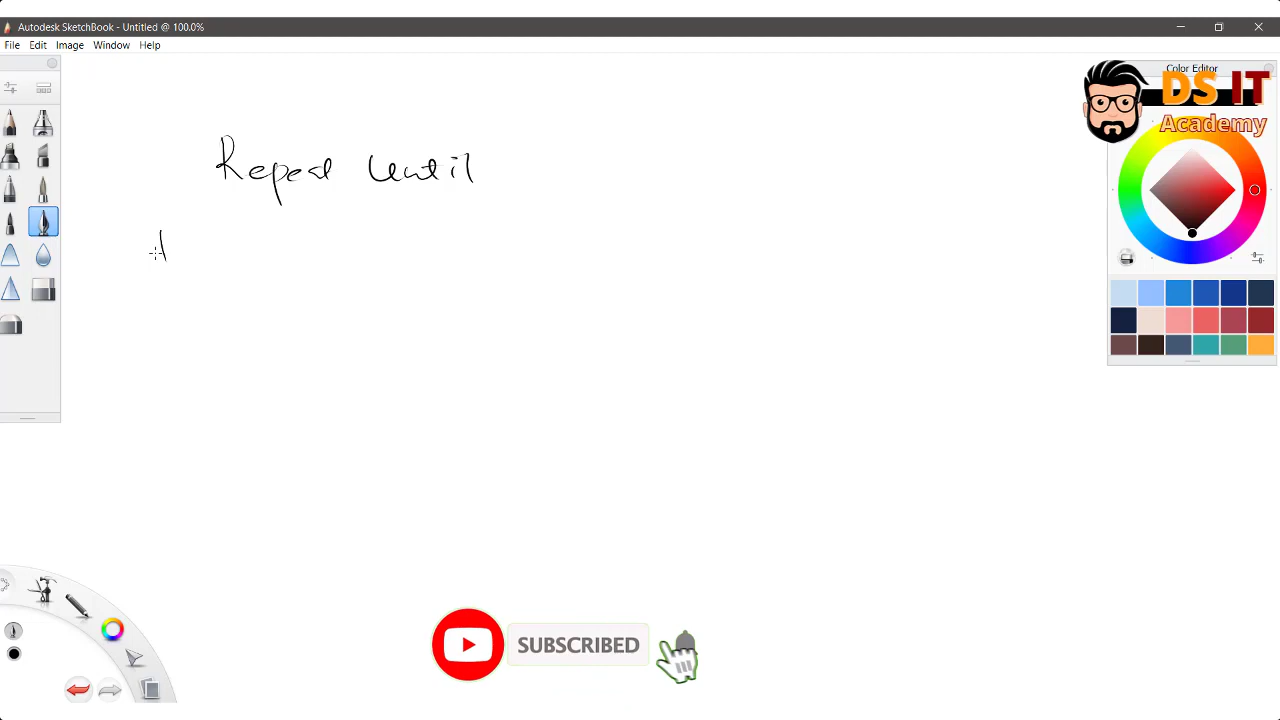 Autodesk SketchBook - Untitled @ 100.0%
File Edit Image Window Help
Color Editor
DS IT
Academy
Repeat Until
SUBSCRIBED